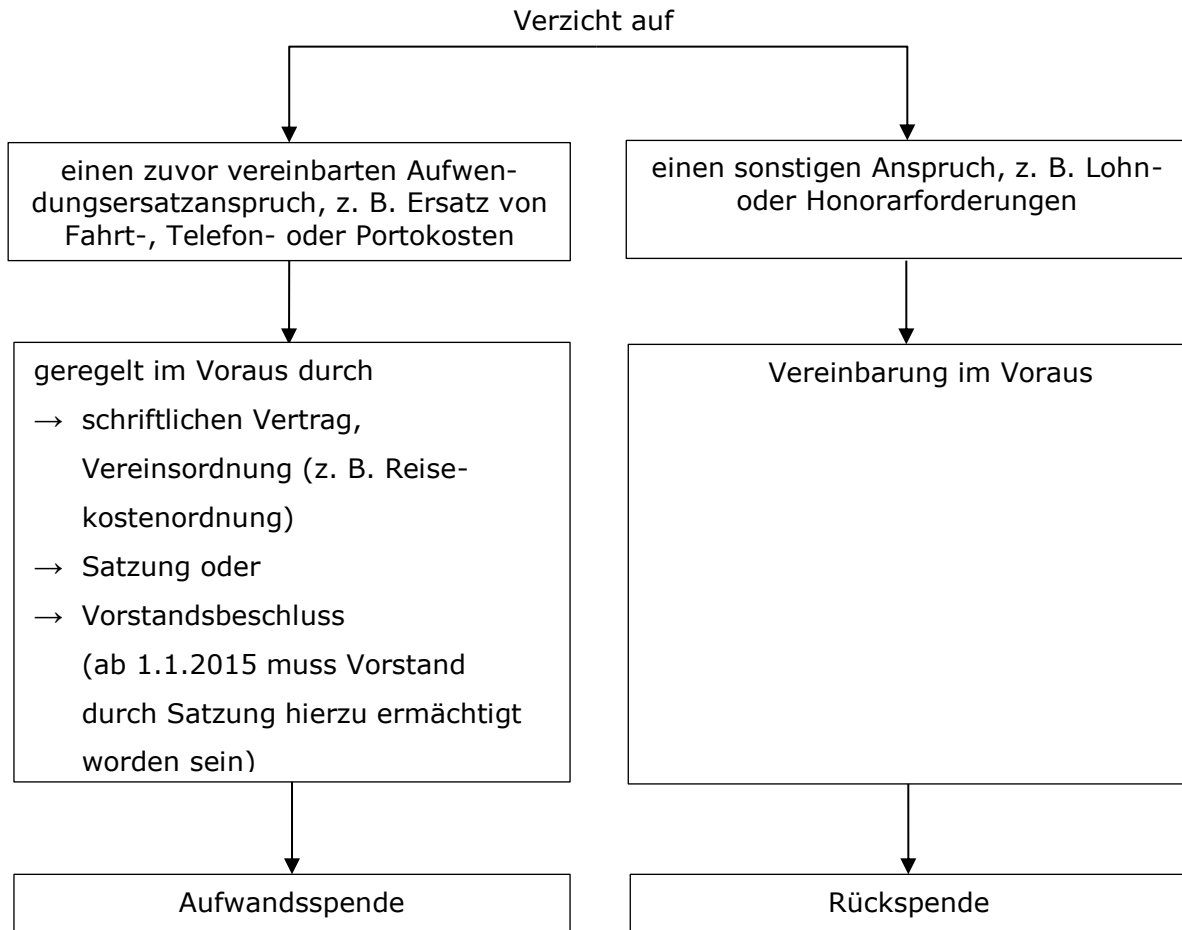 Verzicht auf
einen zuvor vereinbarten Aufwen-
dungsersatzanspruch, z. B. Ersatz von
Fahrt-, Telefon- oder Portokosten
einen sonstigen Anspruch, z. B. Lohn-
oder Honorarforderungen
geregelt im Voraus durch
→ schriftlichen Vertrag,
Vereinsordnung (z. B. Reise-
kostenordnung)
→ Satzung oder
→ Vorstandsbeschluss
(ab 1.1.2015 muss Vorstand
durch Satzung hierzu ermächtigt
worden sein)
Vereinbarung im Voraus
Aufwandsspende
Rückspende